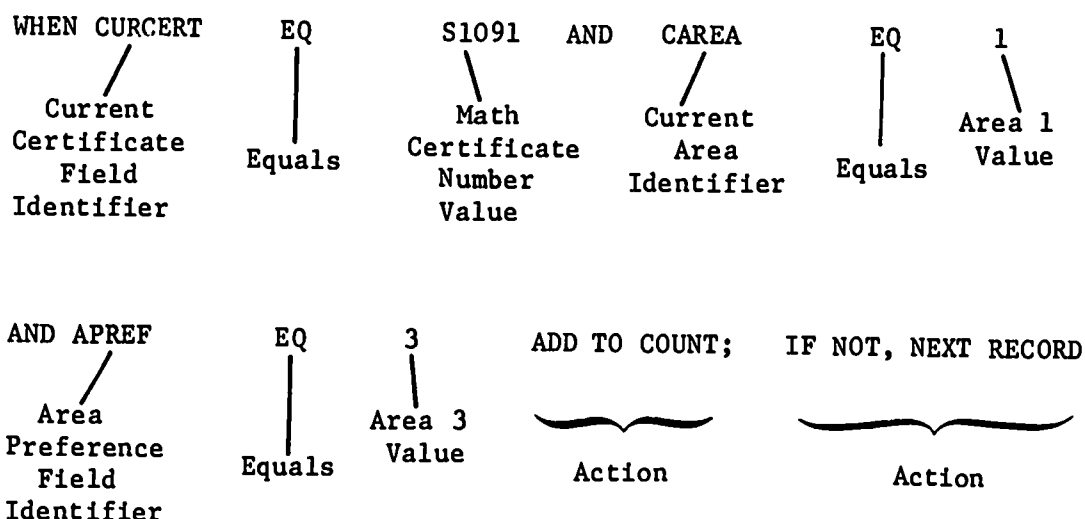 WHEN CURCERT EQ S1091 AND CAREA EQ 1
Current Certificate Field Identifier
Equals
Math Certificate Number Value
Current Area Identifier
Equals
Area 1 Value
AND APREF EQ 3 ADD TO COUNT; IF NOT, NEXT RECORD
Area Preference Field Identifier
Equals
Area 3 Value
Action
Action